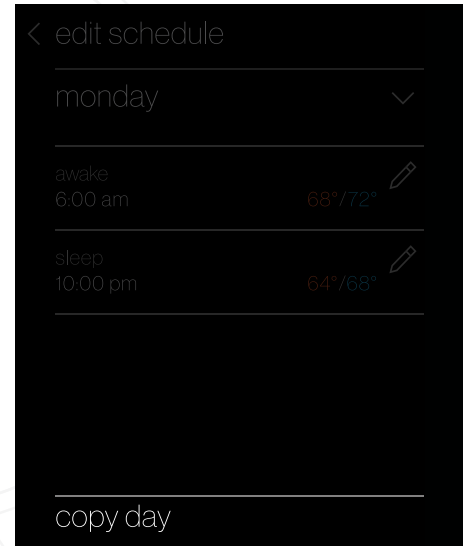 edit schedule
monday
awake
6:00 am 68°/72°
sleep
10:00 pm 64°/68°
copy day